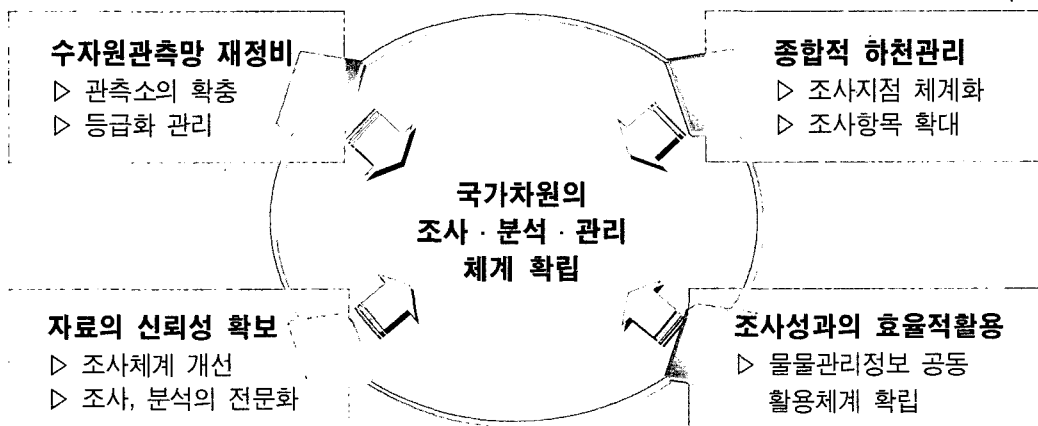 수자원관측망 재정비
▷ 관측소의 확충
▷ 등급화 관리
종합적 하천관리
▷ 조사지점 체계화
▷ 조사항목 확대
국가차원의
조사 · 분석 · 관리
체계 확립
자료의 신뢰성 확보
▷ 조사체계 개선
▷ 조사, 분석의 전문화
조사성과의 효율적활용
▷ 물물관리정보 공동
활용체계 확립